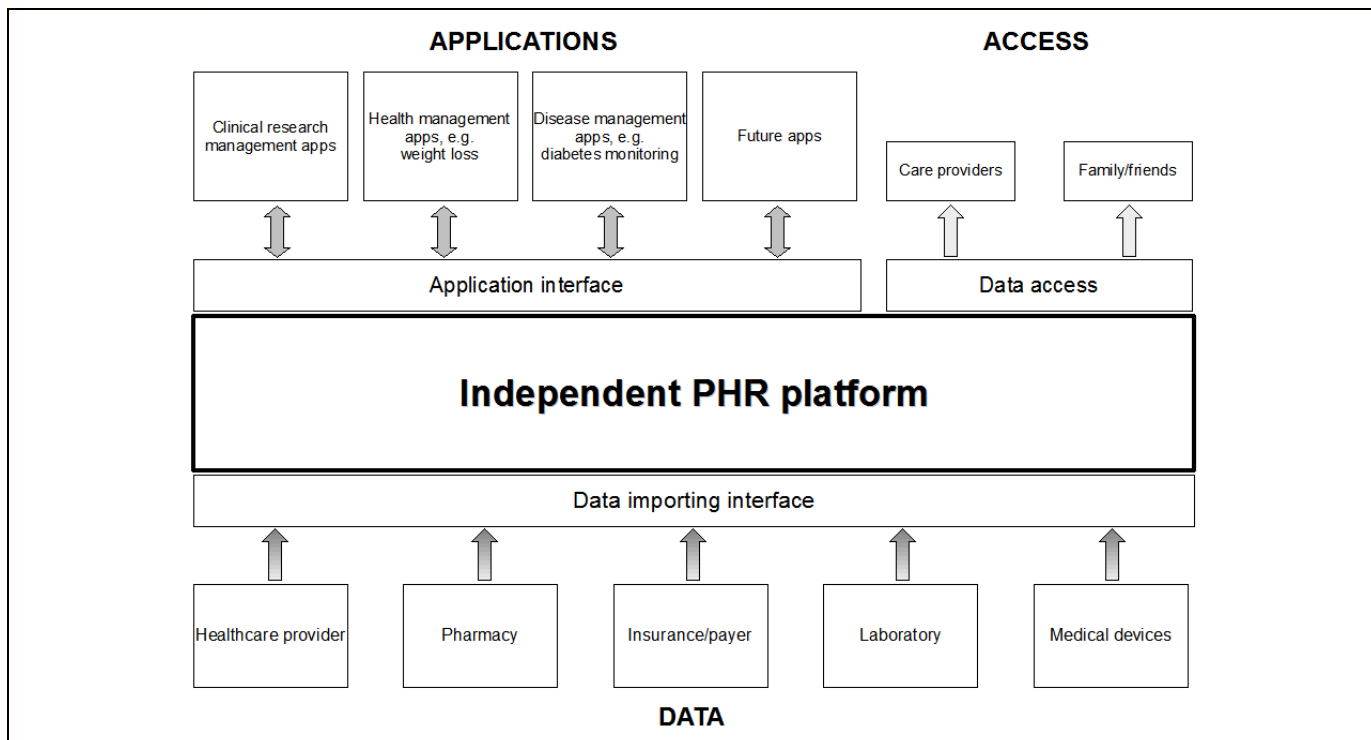 APPLICATIONS
ACCESS
Clinical research
management apps
Health management
apps, e.g.
weight loss
Disease management
apps, e.g.
diabetes monitoring
Future apps
Care providers
Family/friends
Application interface
Data access
Independent PHR platform
Data importing interface
Healthcare provider
Pharmacy
Insurance/payer
Laboratory
Medical devices
DATA